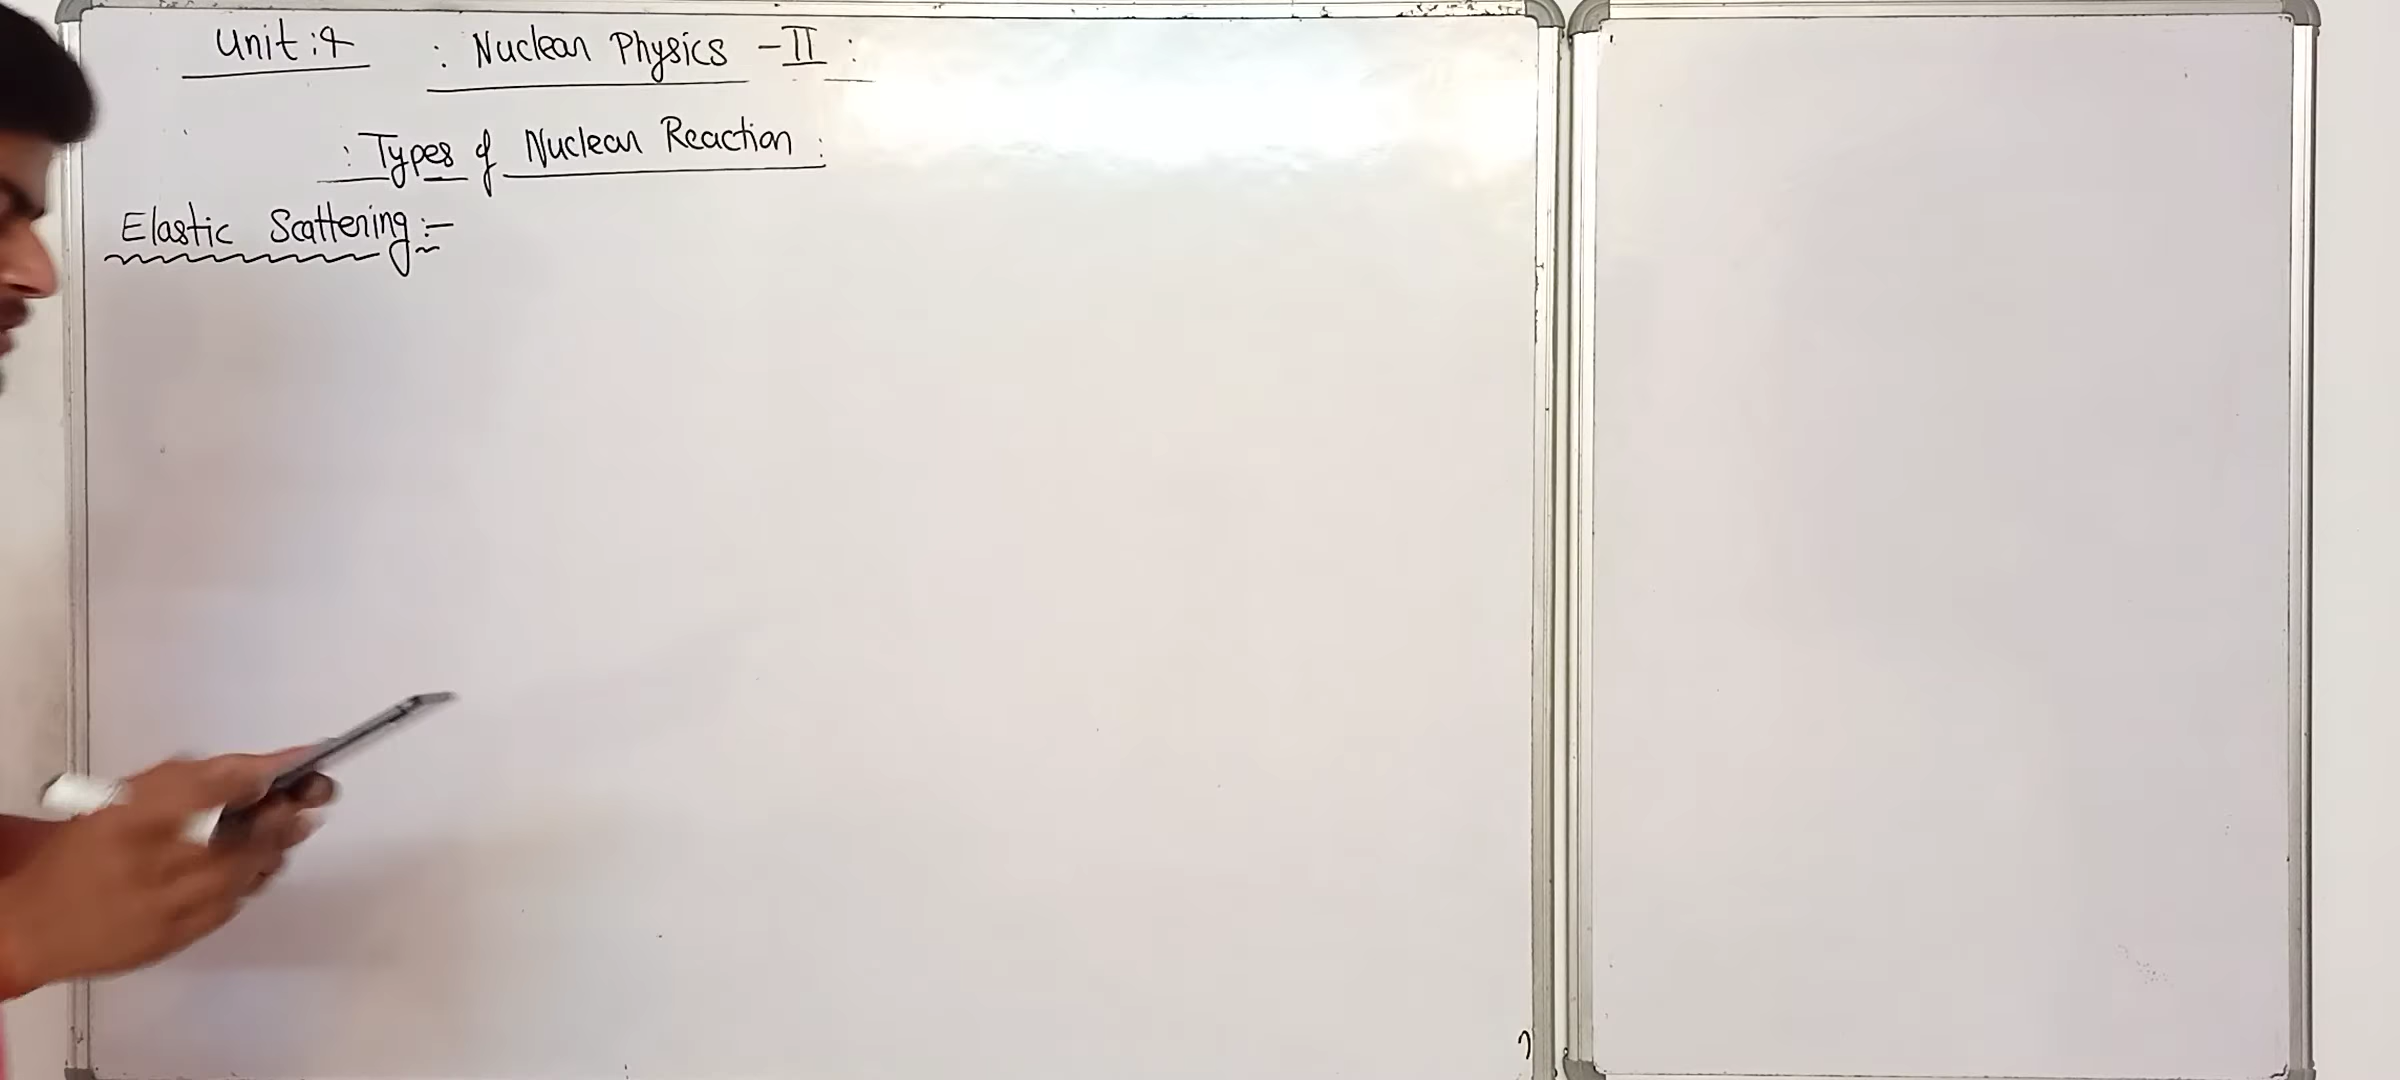 Unit:4 : Nuclear Physics -II :
: Types of Nuclear Reaction :
Elastic Scattering :-